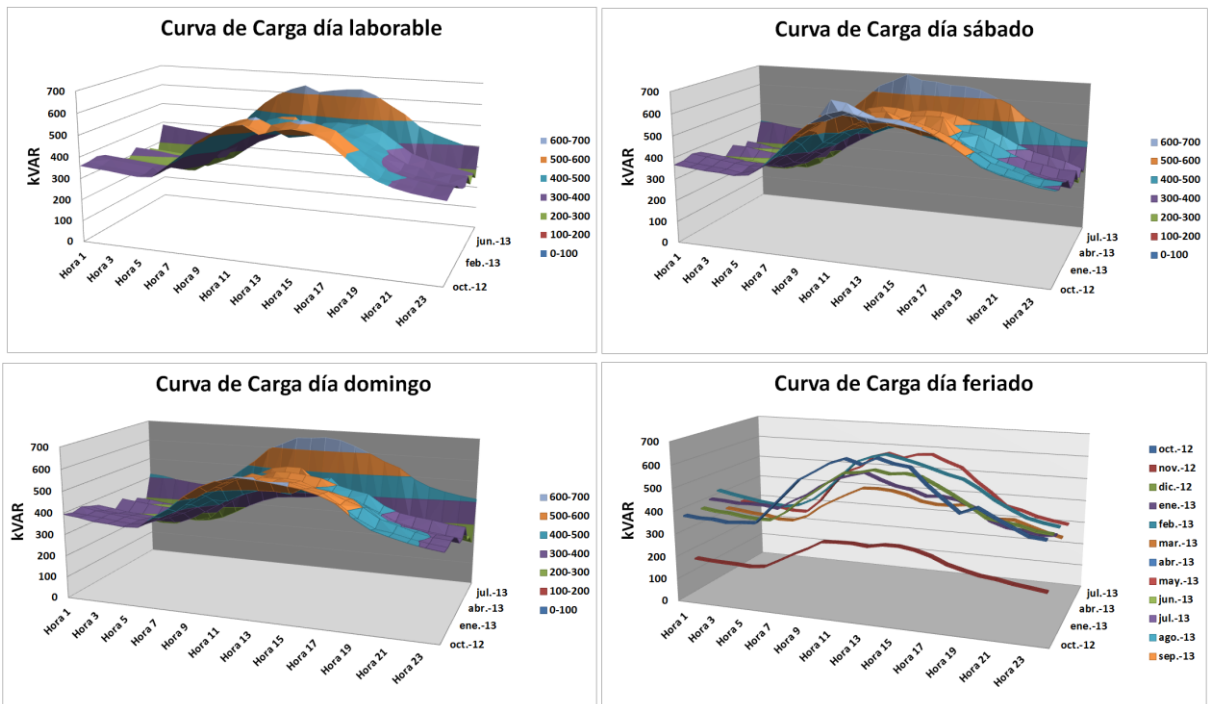 Curva de Carga día laborable
700
600
500
400
300
200
100
0
kVAR
Hora 1
Hora 3
Hora 5
Hora 7
Hora 9
Hora 11
Hora 13
Hora 15
Hora 17
Hora 19
Hora 21
Hora 23
jun.-13
feb.-13
oct.-12
600-700
500-600
400-500
300-400
200-300
100-200
0-100
Curva de Carga día sábado
700
600
500
400
300
200
100
0
kVAR
Hora 1
Hora 3
Hora 5
Hora 7
Hora 9
Hora 11
Hora 13
Hora 15
Hora 17
Hora 19
Hora 21
Hora 23
jul.-13
abr.-13
ene.-13
oct.-12
600-700
500-600
400-500
300-400
200-300
100-200
0-100
Curva de Carga día domingo
700
600
500
400
300
200
100
0
kVAR
Hora 1
Hora 3
Hora 5
Hora 7
Hora 9
Hora 11
Hora 13
Hora 15
Hora 17
Hora 19
Hora 21
Hora 23
jul.-13
abr.-13
ene.-13
oct.-12
600-700
500-600
400-500
300-400
200-300
100-200
0-100
Curva de Carga día feriado
700
600
500
400
300
200
100
0
kVAR
Hora 1
Hora 3
Hora 5
Hora 7
Hora 9
Hora 11
Hora 13
Hora 15
Hora 17
Hora 19
Hora 21
Hora 23
jul.-13
abr.-13
ene.-13
oct.-12
oct.-12
nov.-12
dic.-12
ene.-13
feb.-13
mar.-13
abr.-13
may.-13
jun.-13
jul.-13
ago.-13
sep.-13